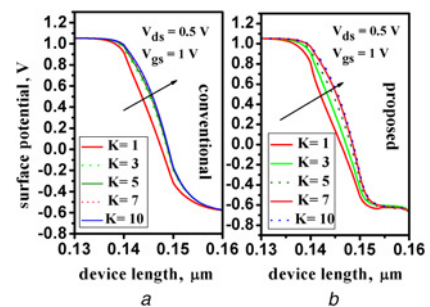 surface potential, V
1.2
1.0
0.8
0.6
0.4
0.2
0.0
-0.2
-0.4
-0.6
-0.8
V_ds = 0.5 V
V_gs = 1 V
conventional
K= 1
K= 3
K= 5
K= 7
K= 10
0.13 0.14 0.15 0.16
device length, μm
a
1.2
1.0
0.8
0.6
0.4
0.2
0.0
-0.2
-0.4
-0.6
-0.8
V_ds = 0.5 V
V_gs = 1 V
proposed
K= 1
K= 3
K= 5
K= 7
K= 10
0.13 0.14 0.15 0.16
device length, μm
b